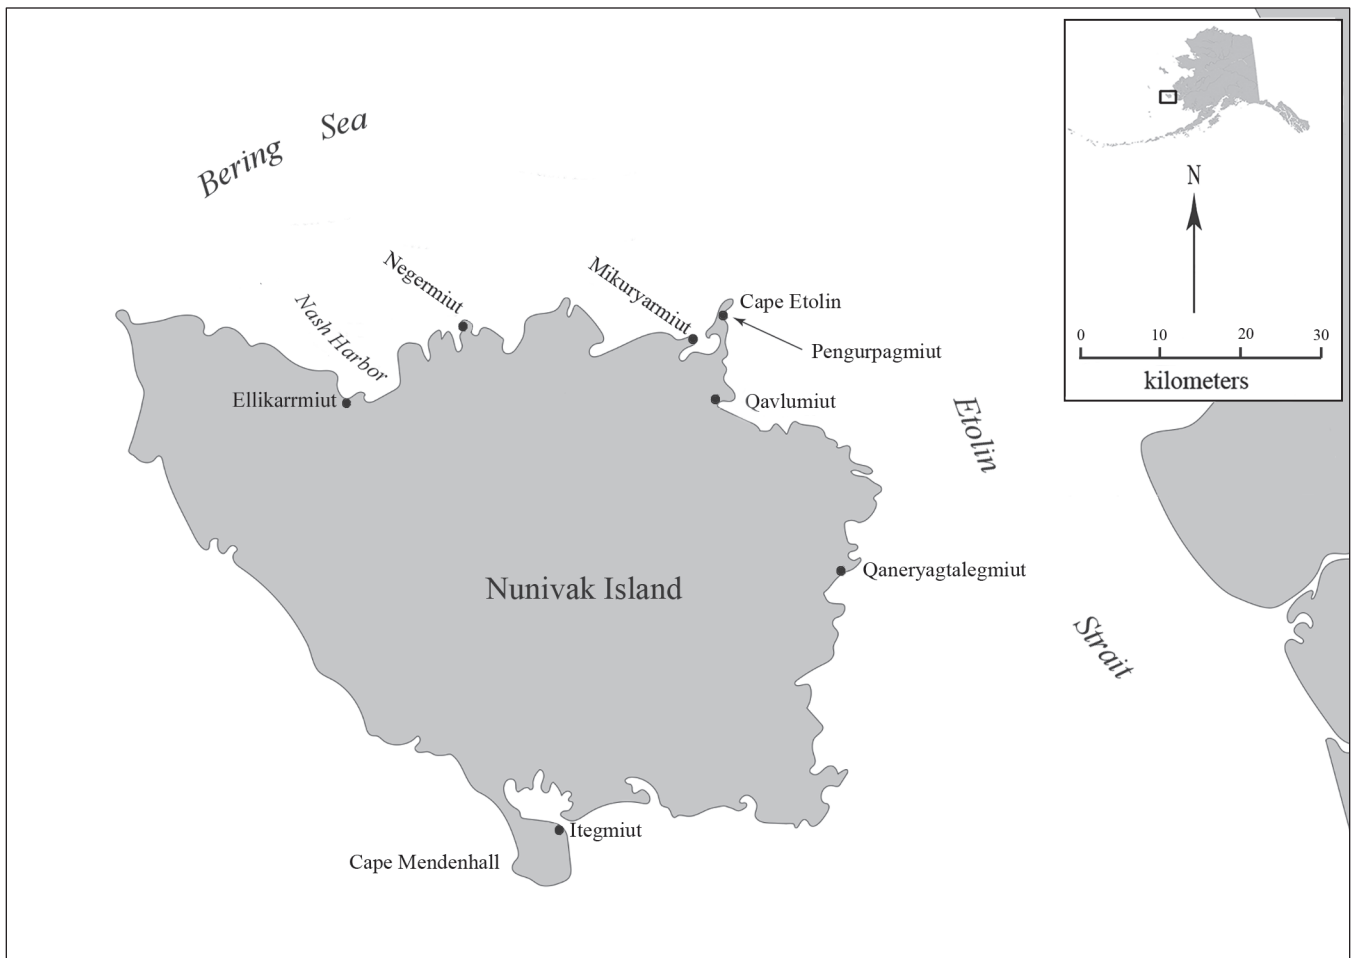 Bering Sea
N
Negermiut
Mikuryarmiut
Nash Harbor
Cape Etolin
Pengurpagmiut
0 10 20 30
kilometers
Ellikarrmiut
Qavlumiut
Etolin
Strait
Qaneryagtalegmiut
Nunivak Island
Itegmiut
Cape Mendenhall